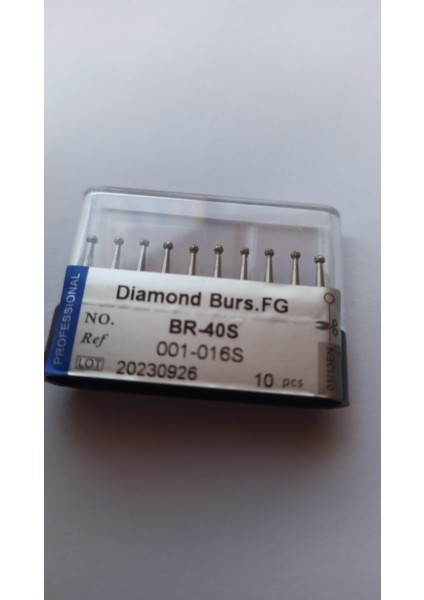 PROFESSIONAL
Diamond Burs.FG
NO. BR-40S
Ref 001-016S
LOT 20230926 10 pcs